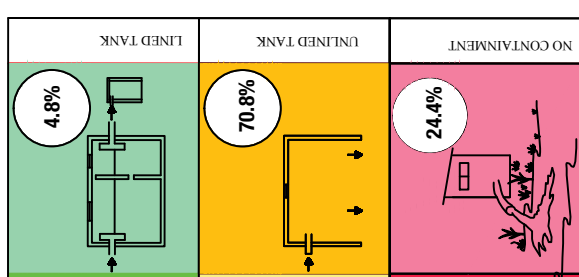 LINED TANK
UNLINED TANK
NO CONTAINMENT
4.8%
70.8%
24.4%